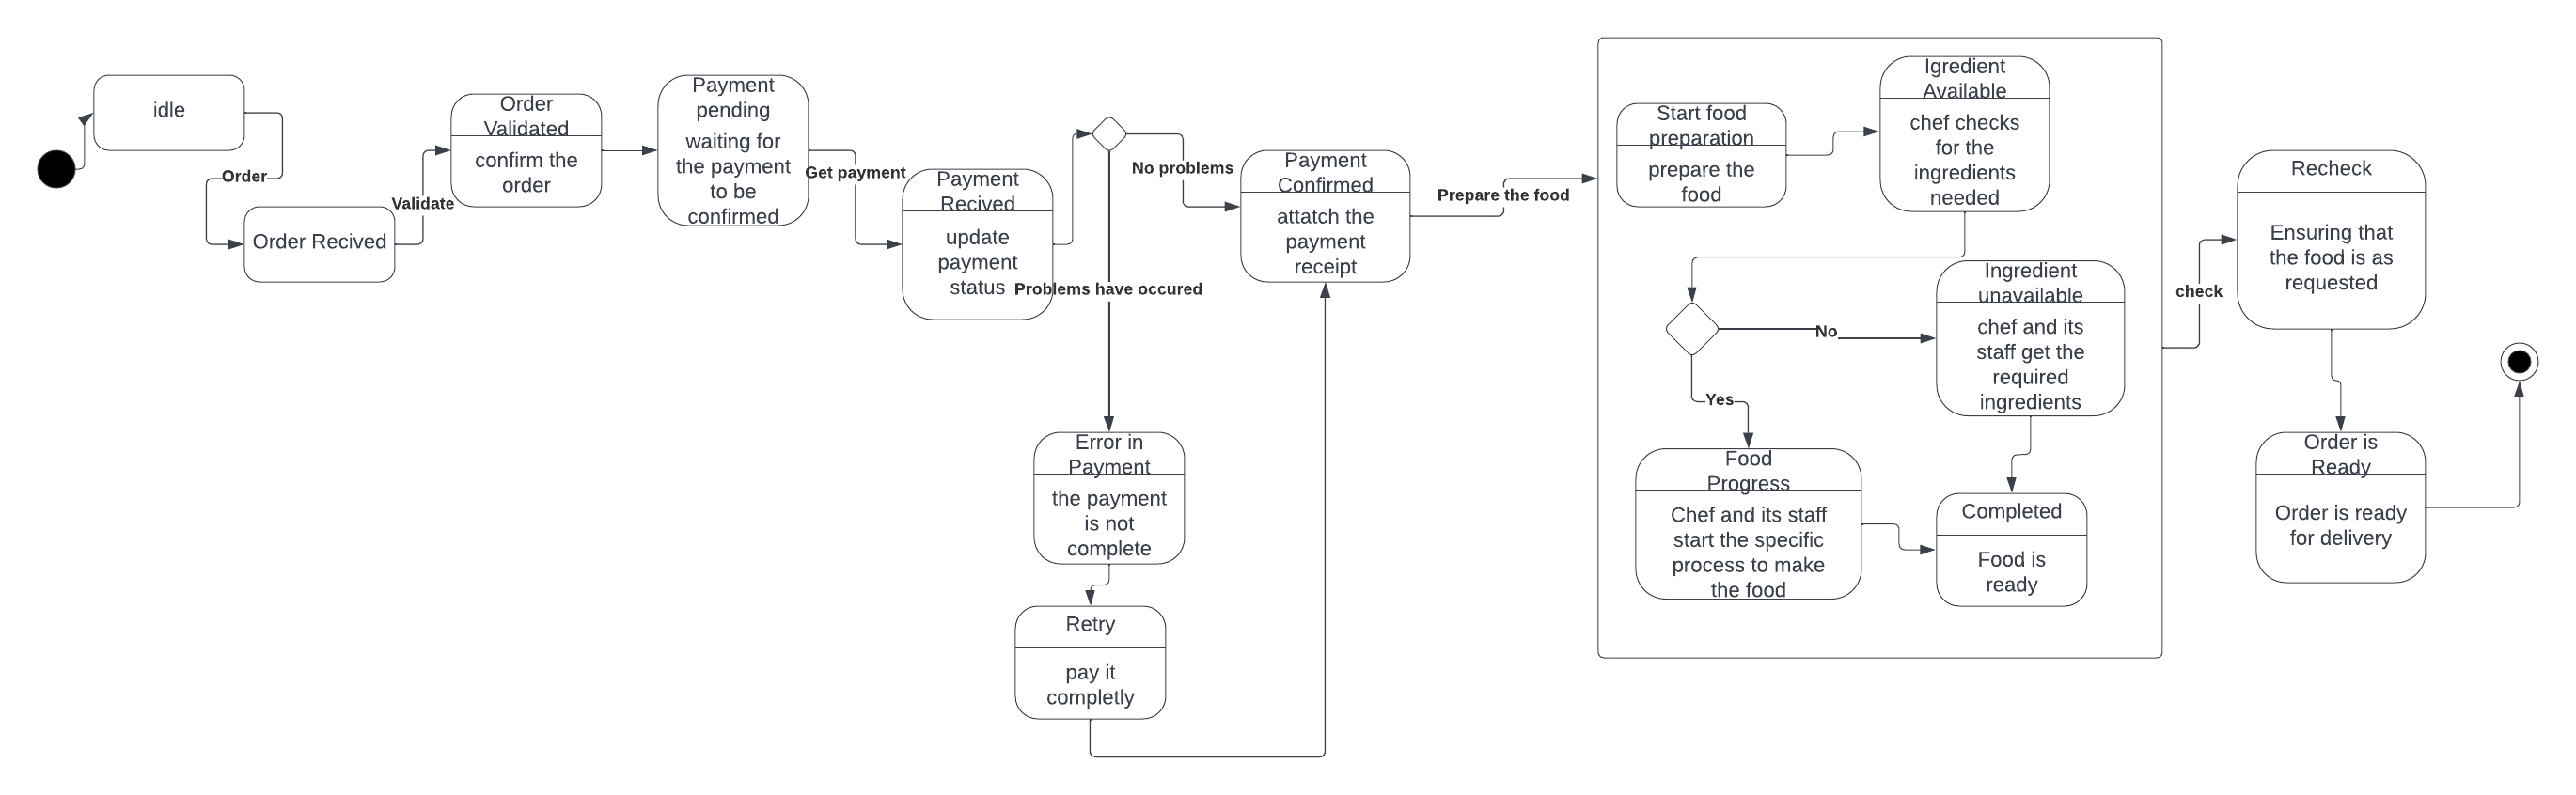 idle
Order
Order Recived
Validate
Order
Validated
confirm the
order
Payment
pending
waiting for
the payment
to be
confirmed
Get payment
Payment
Recived
update
payment
status
No problems
Problems have occured
Payment
Confirmed
attatch the
payment
receipt
Error in
Payment
the payment
is not
complete
Retry
pay it
completly
Prepare the food
Start food
preparation
prepare the
food
Igredient
Available
chef checks
for the
ingredients
needed
No
Yes
Ingredient
unavailable
chef and its
staff get the
required
ingredients
Food
Progress
Chef and its staff
start the specific
process to make
the food
Completed
Food is
ready
check
Recheck
Ensuring that
the food is as
requested
Order is
Ready
Order is ready
for delivery